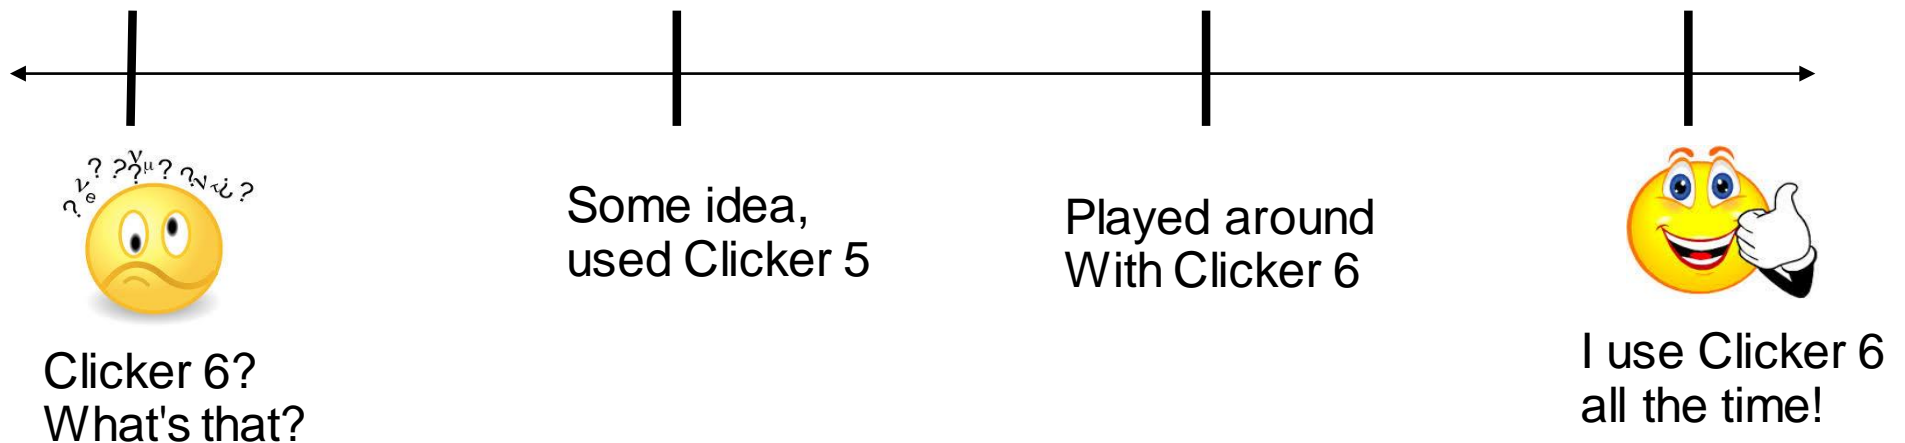 ? ν e ? ?? ν μ ? ? ν τ ¿ ?
Clicker 6?
What's that?
Some idea,
used Clicker 5
Played around
With Clicker 6
I use Clicker 6
all the time!